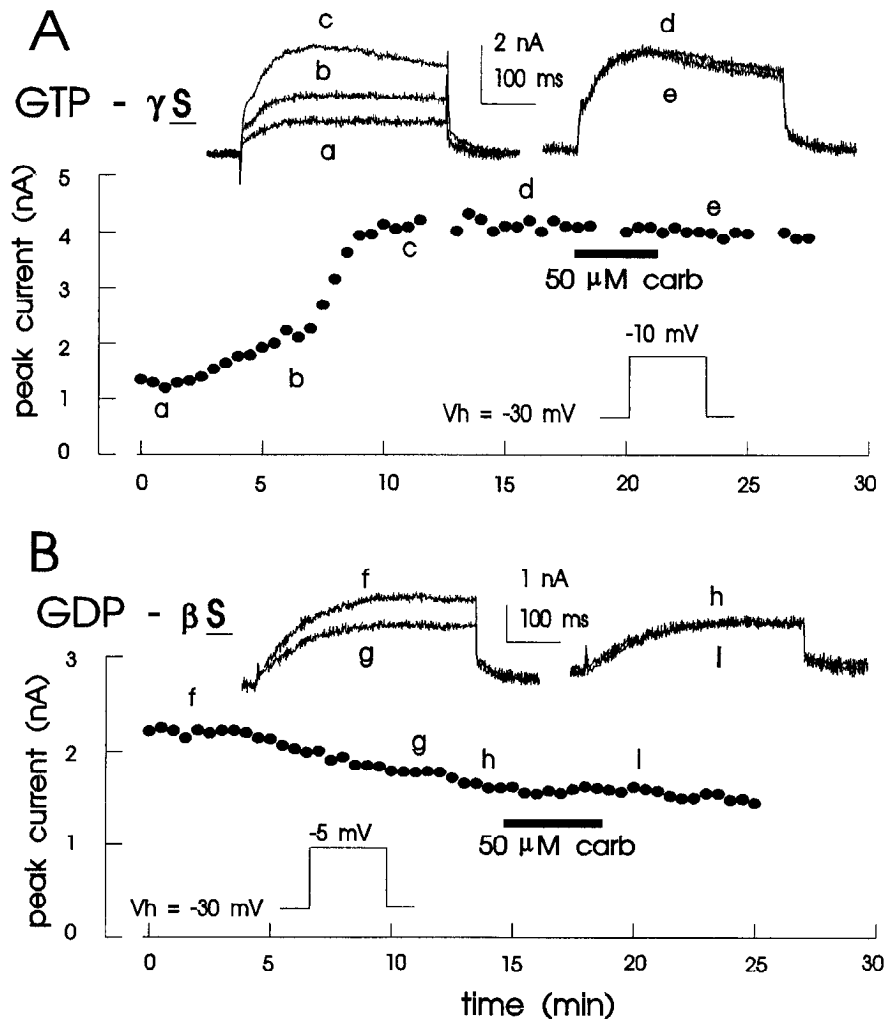 A
GTP - γS
c
b
a
2 nA
100 ms
d
e
peak current (nA)
5
4
3
2
1
0
a
b
c
d
e
50 μM carb
-10 mV
Vh = -30 mV
0 5 10 15 20 25 30
B
GDP - βS
f
g
1 nA
100 ms
h
l
peak current (nA)
3
2
1
0
f
g
h
l
50 μM carb
-5 mV
Vh = -30 mV
0 5 10 15 20 25 30
time (min)